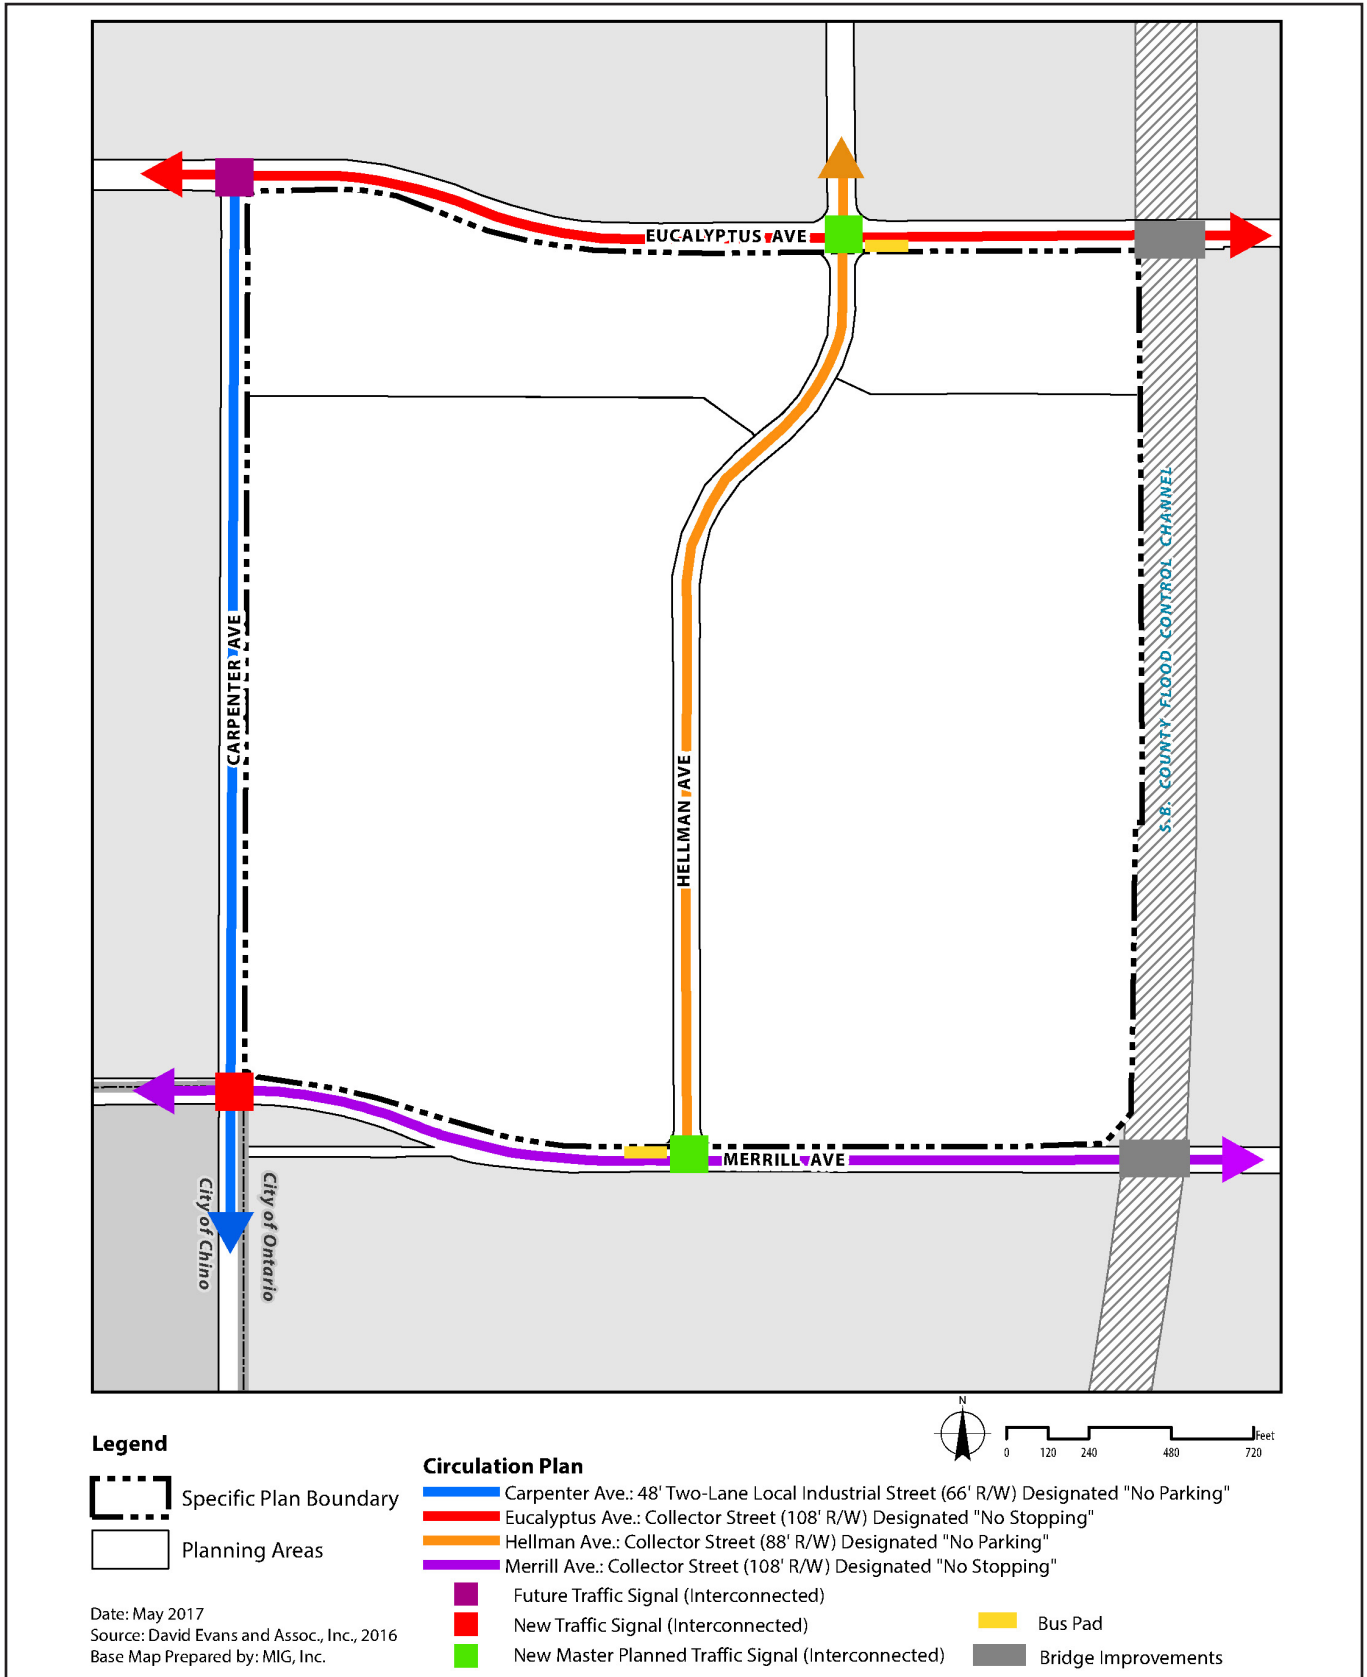 EUCALYPTUS AVE
CARPENTER AVE
HELLMAN AVE
S.B. COUNTY FLOOD CONTROL CHANNEL
MERRILL AVE
City of Chino
City of Ontario
N
0 120 240 480 720 Feet
Legend
Specific Plan Boundary
Planning Areas
Date: May 2017
Source: David Evans and Assoc., Inc., 2016
Base Map Prepared by: MIG, Inc.
Circulation Plan
Carpenter Ave.: 48' Two-Lane Local Industrial Street (66' R/W) Designated "No Parking"
Eucalyptus Ave.: Collector Street (108' R/W) Designated "No Stopping"
Hellman Ave.: Collector Street (88' R/W) Designated "No Parking"
Merrill Ave.: Collector Street (108' R/W) Designated "No Stopping"
Future Traffic Signal (Interconnected)
New Traffic Signal (Interconnected)
New Master Planned Traffic Signal (Interconnected)
Bus Pad
Bridge Improvements